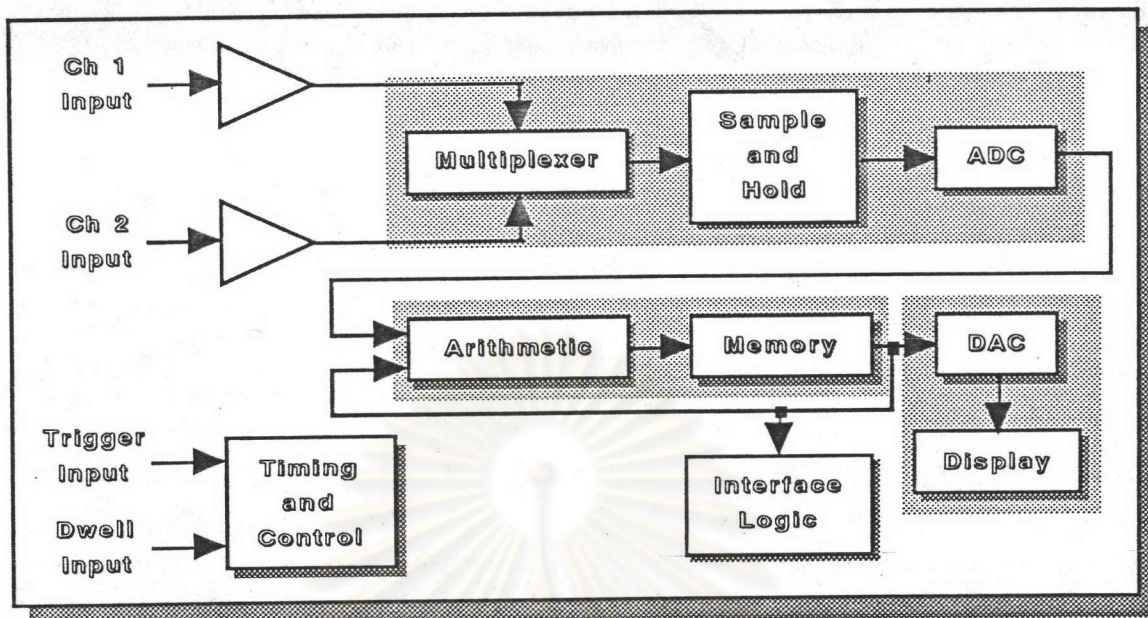 Ch 1
Input
Multiplexer
Sample
and
Hold
ADC
Ch 2
Input
Arithmetic
Memory
DAC
Trigger
Input
Timing
and
Control
Dwell
Input
Interface
Logic
Display